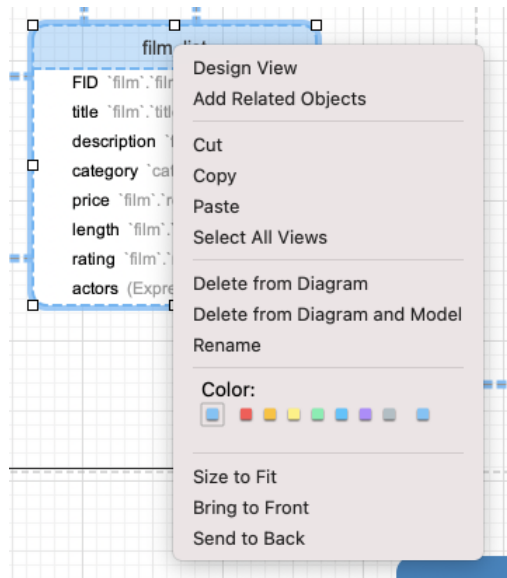 film
FID `film`.`film
title `film`.`titl
description
category `cat
price `film`.`r
length `film`.`
rating `film`.`
actors (Expre
Design View
Add Related Objects
Cut
Copy
Paste
Select All Views
Delete from Diagram
Delete from Diagram and Model
Rename
Color:
Size to Fit
Bring to Front
Send to Back